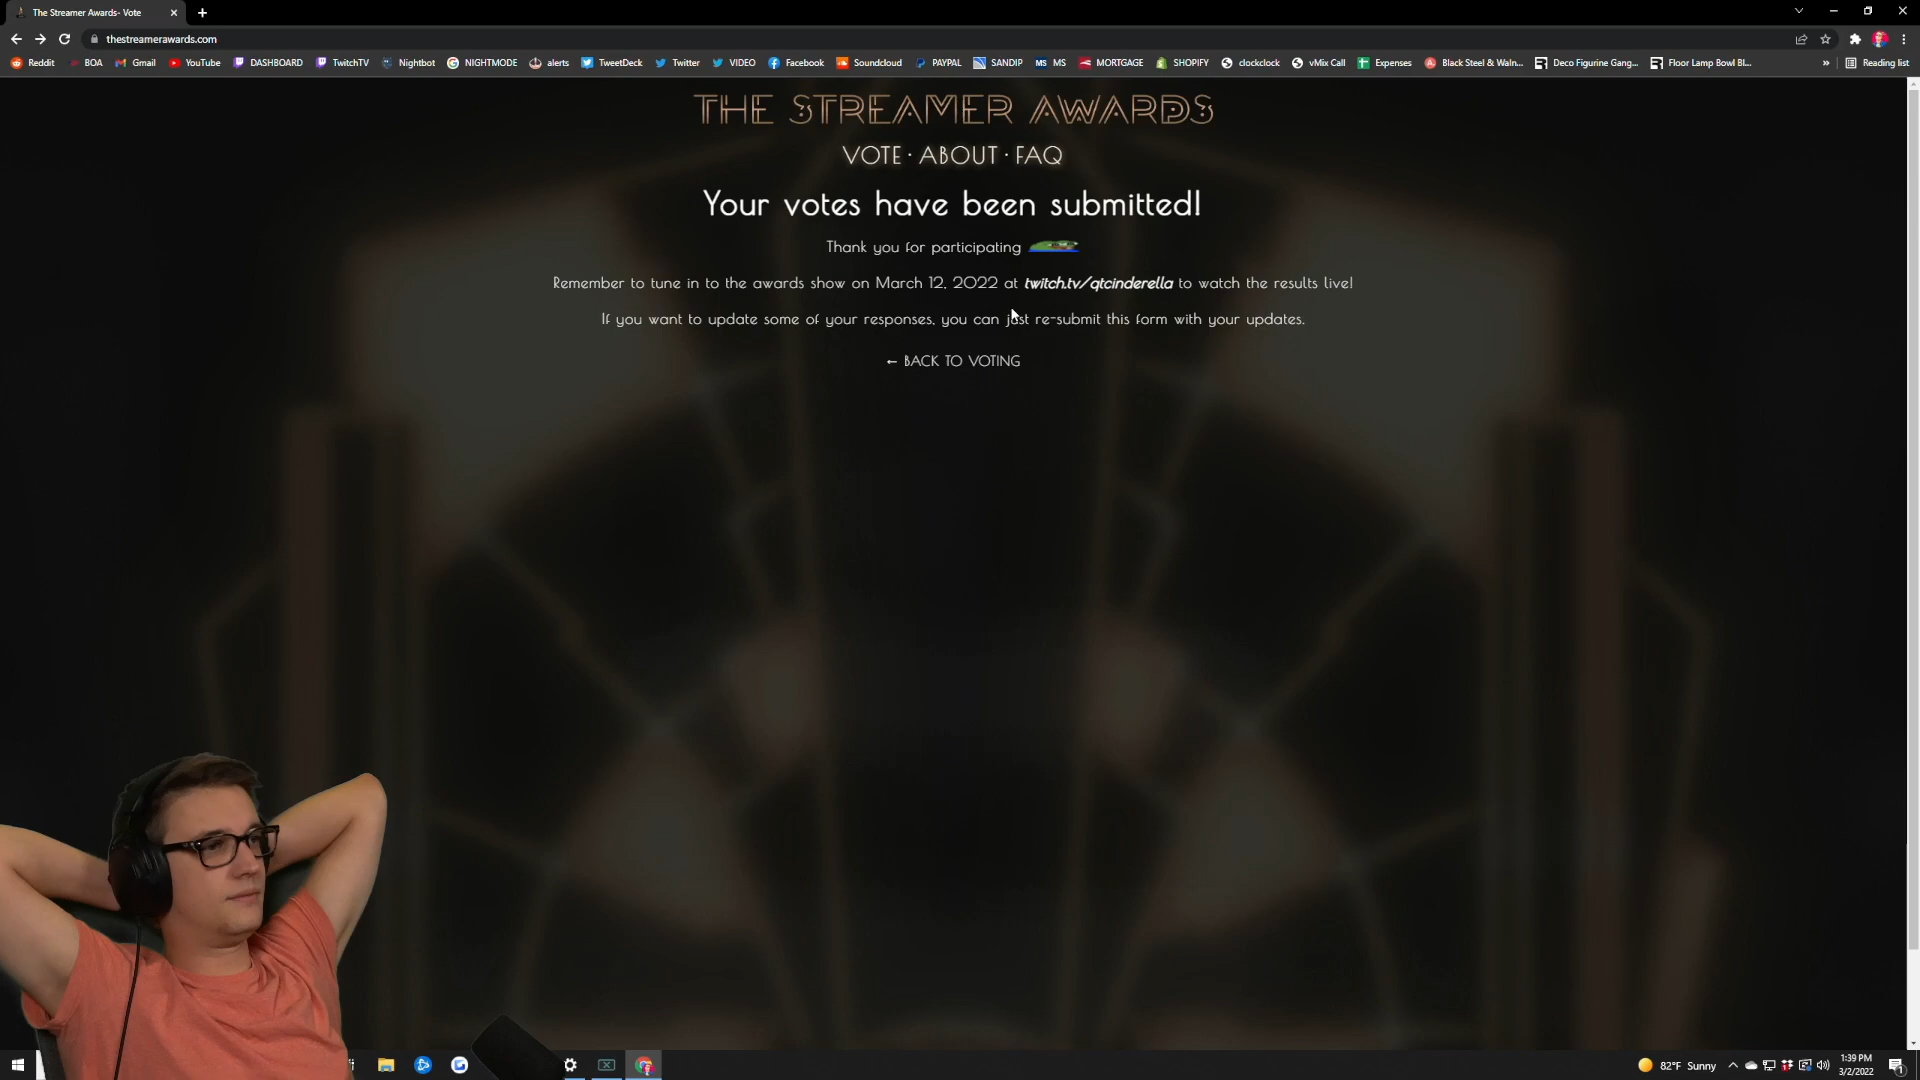 The Streamer Awards- Vote
thestreamerawards.com
Reddit BOA Gmail YouTube DASHBOARD TwitchTV Nightbot NIGHTMODE alerts TweetDeck Twitter VIDEO Facebook Soundcloud PAYPAL SANDIP MS MS MORTGAGE SHOPIFY clockclock vMix Call Expenses Black Steel & Waln... Deco Figurine Gang... Floor Lamp Bowl Bl... » Reading list
THE STREAMER AWARDS
VOTE · ABOUT · FAQ
Your votes have been submitted!
Thank you for participating
Remember to tune in to the awards show on March 12, 2022 at twitch.tv/qtcinderella to watch the results live!
If you want to update some of your responses, you can just re-submit this form with your updates.
← BACK TO VOTING
82°F Sunny
1:39 PM
3/2/2022